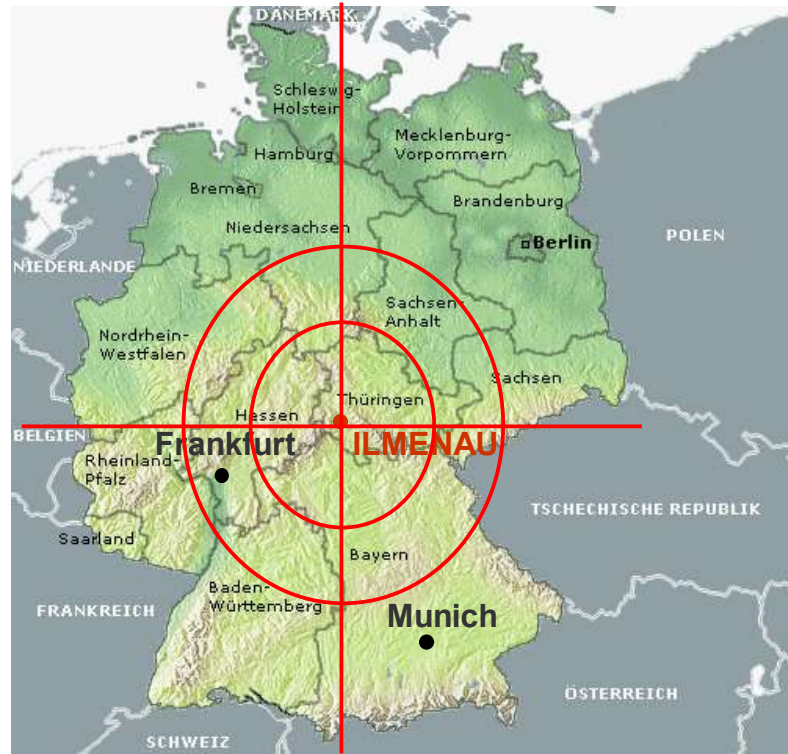 DÄNEMARK
Schleswig-
Holstein
Mecklenburg-
Vorpommern
Hamburg
Bremen
Brandenburg
Niedersachsen
Berlin
POLEN
NIEDERLANDE
Sachsen-
Anhalt
Nordrhein-
Westfalen
Sachsen
Thüringen
Hessen
BELGIEN
Frankfurt
ILMENAU
Rheinland-
Pfalz
TSCHECHISCHE REPUBLIK
Saarland
Bayern
Baden-
Württemberg
FRANKREICH
Munich
ÖSTERREICH
SCHWEIZ